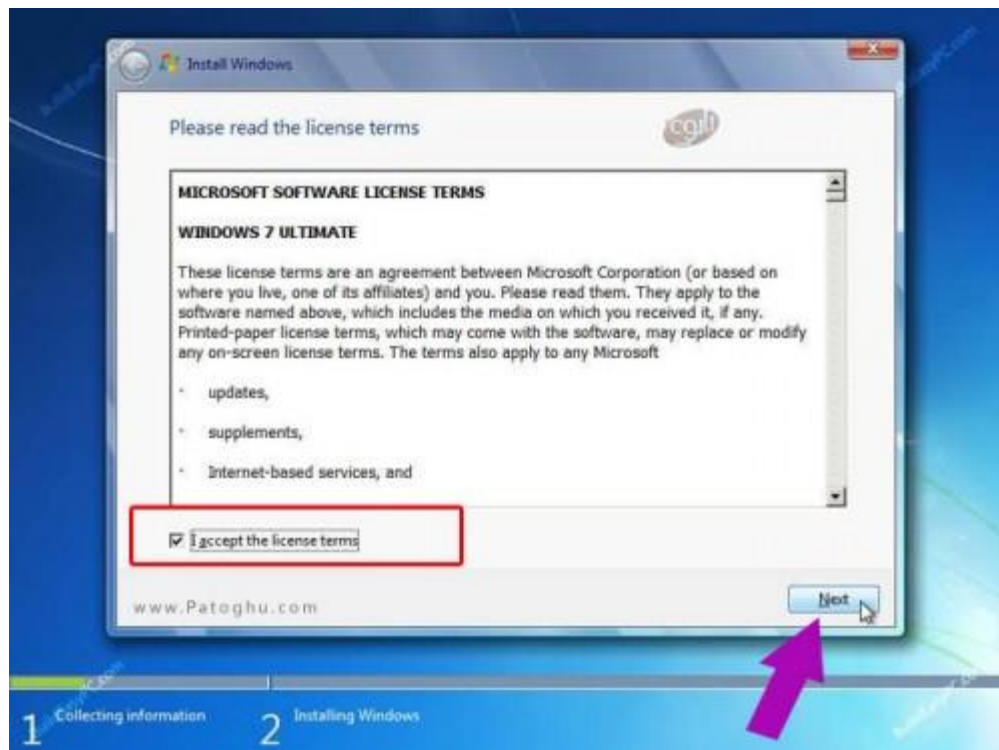 Install Windows
Please read the license terms
MICROSOFT SOFTWARE LICENSE TERMS
WINDOWS 7 ULTIMATE
These license terms are an agreement between Microsoft Corporation (or based on
where you live, one of its affiliates) and you. Please read them. They apply to the
software named above, which includes the media on which you received it, if any.
Printed-paper license terms, which may come with the software, may replace or modify
any on-screen license terms. The terms also apply to any Microsoft
· updates,
· supplements,
· Internet-based services, and
I accept the license terms
www.Patoghu.com
Next
1 Collecting information
2 Installing Windows